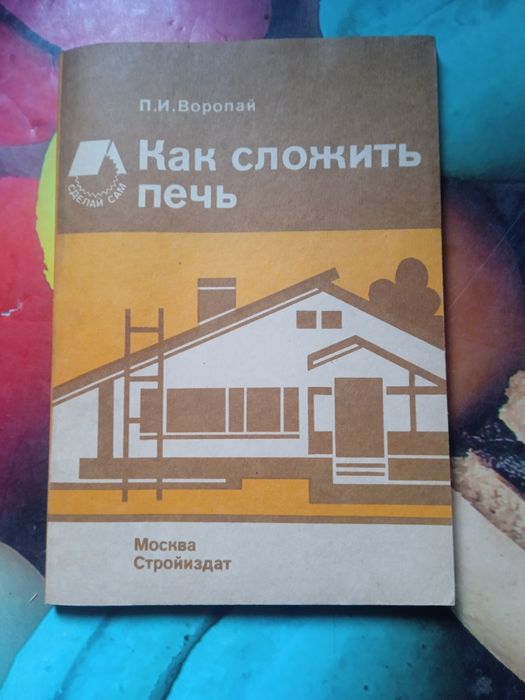 П.И.Воропай
Как сложить
печь
СДЕЛАЙ САМ
Москва
Стройиздат